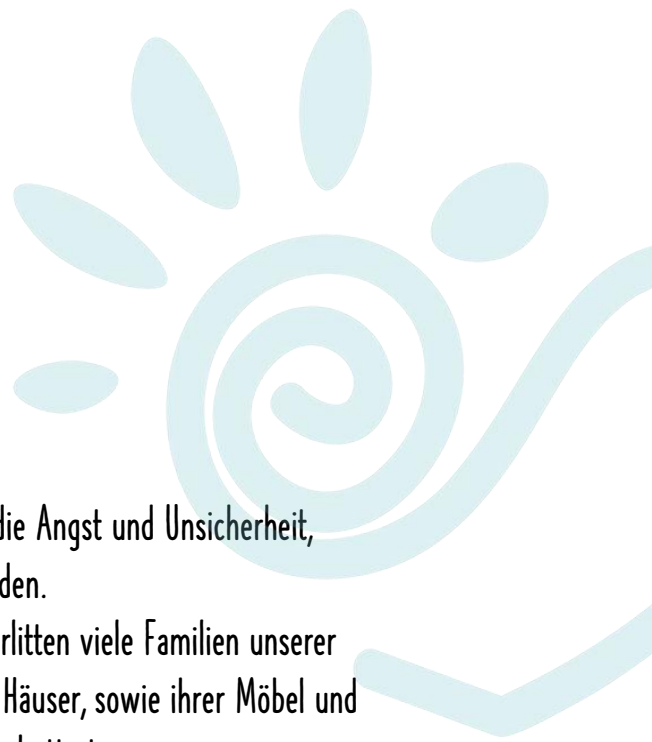 die Angst und Unsicherheit,
den.
rlitten viele Familien unserer
Häuser, sowie ihrer Möbel und